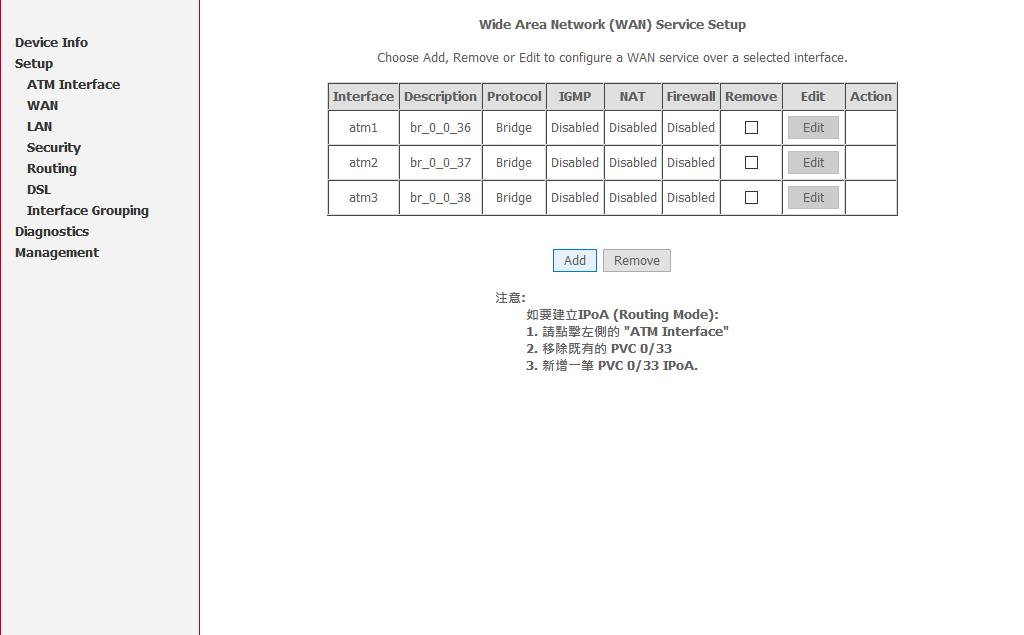 Device Info
Setup
ATM Interface
WAN
LAN
Security
Routing
DSL
Interface Grouping
Diagnostics
Management
Wide Area Network (WAN) Service Setup
Choose Add, Remove or Edit to configure a WAN service over a selected interface.
Interface Description Protocol IGMP NAT Firewall Remove Edit Action
atm1 br_0_0_36 Bridge Disabled Disabled Disabled Edit
atm2 br_0_0_37 Bridge Disabled Disabled Disabled Edit
atm3 br_0_0_38 Bridge Disabled Disabled Disabled Edit
Add Remove
注意:
如要建立IPoA (Routing Mode):
1. 請點擊左側的 "ATM Interface"
2. 移除既有的 PVC 0/33
3. 新增一筆 PVC 0/33 IPoA.